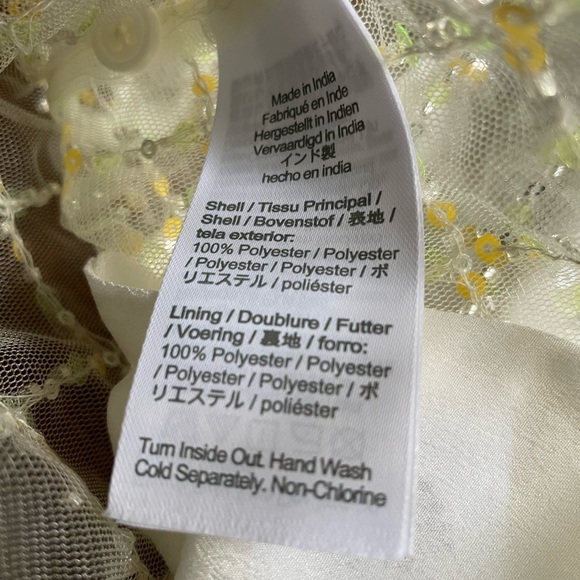 Made in India
Fabriqué en Inde
Hergestellt in Indien
Vervaardigd in India
インド製
hecho en india
Shell / Tissu Principal /
Shell / Bovenstof / 表地 /
tela exterior:
100% Polyester / Polyester
/ Polyester / Polyester / ポ
リエステル / poliéster
Lining / Doublure / Futter
/ Voering / 裏地 / forro:
100% Polyester / Polyester
/ Polyester / Polyester / ポ
リエステル / poliéster
Turn Inside Out. Hand Wash
Cold Separately. Non-Chlorine